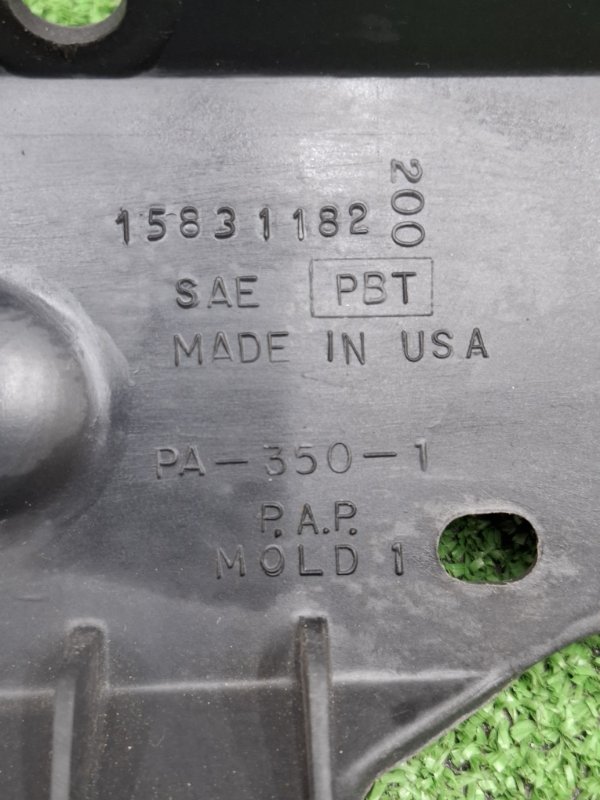 15831182 200
SAE PBT
MADE IN USA
PA-350-1
P.A.P.
MOLD 1